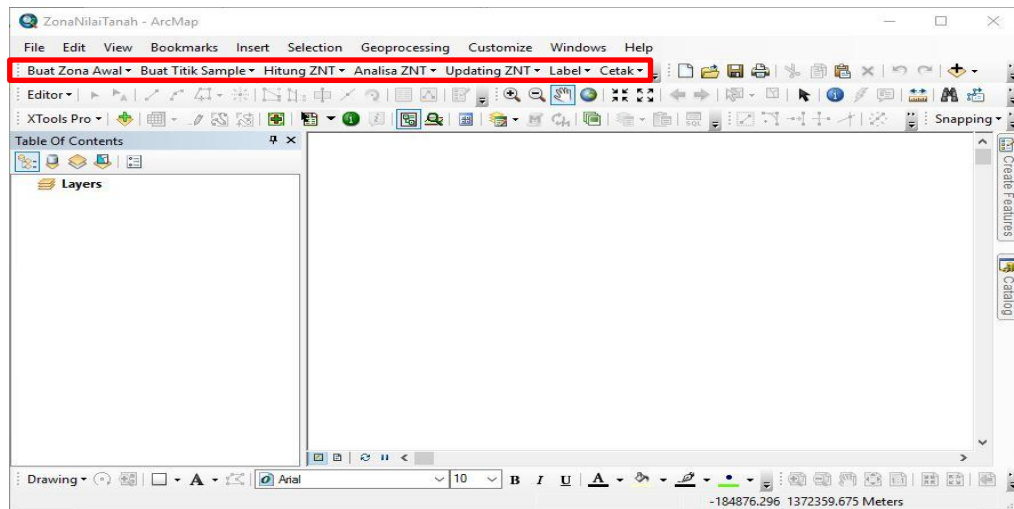 ZonaNilaiTanah - ArcMap
File Edit View Bookmarks Insert Selection Geoprocessing Customize Windows Help
Buat Zona Awal Buat Titik Sample Hitung ZNT Analisa ZNT Updating ZNT Label Cetak
Editor
XTools Pro Snapping
Table Of Contents
Layers
Create Features
Catalog
Drawing A Arial 10 B I U A
-184876.296 1372359.675 Meters